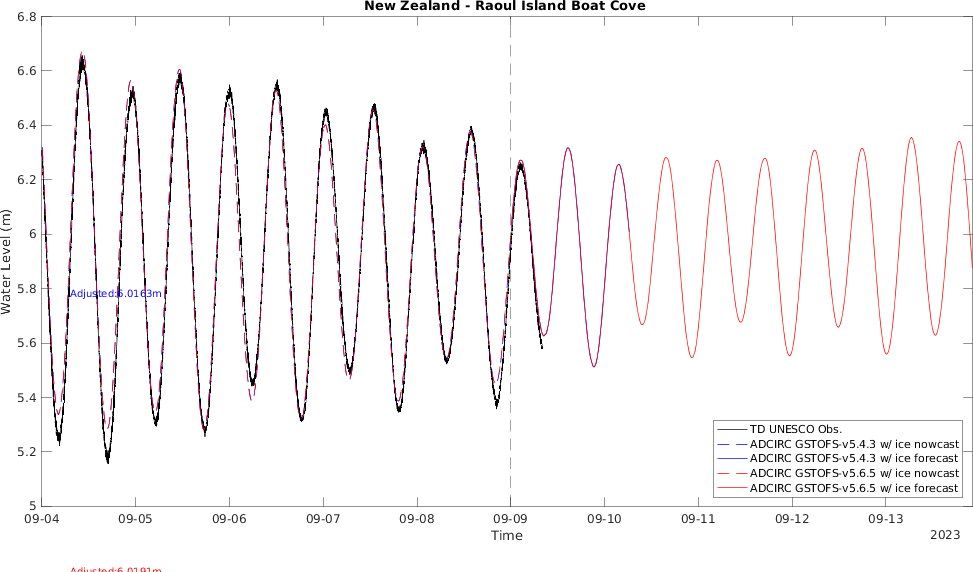 New Zealand - Raoul Island Boat Cove
6.8
6.6
6.4
6.2
6
5.8
5.6
5.4
5.2
5
Water Level (m)
Adjusted:6.0163m
TD UNESCO Obs.
ADCIRC GSTOFS-v5.4.3 w/ ice nowcast
ADCIRC GSTOFS-v5.4.3 w/ ice forecast
ADCIRC GSTOFS-v5.6.5 w/ ice nowcast
ADCIRC GSTOFS-v5.6.5 w/ ice forecast
09-04 09-05 09-06 09-07 09-08 09-09 09-10 09-11 09-12 09-13
Time
2023
Adjusted:6.0191m